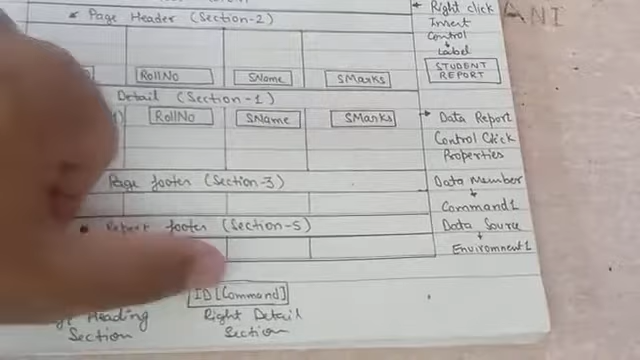 Page Header (Section-2)
RollNo SName SMarks
Detail (Section-1)
RollNo SName SMarks
Page footer (Section-3)
Report footer (Section-5)
ID[Command]
Heading Right Detail
Section Section
Right click
Insert
Control
Label
STUDENT
REPORT
Data Report
Control Click
Properties
Data Member
Command1
Data Source
Enviroment1
ANI